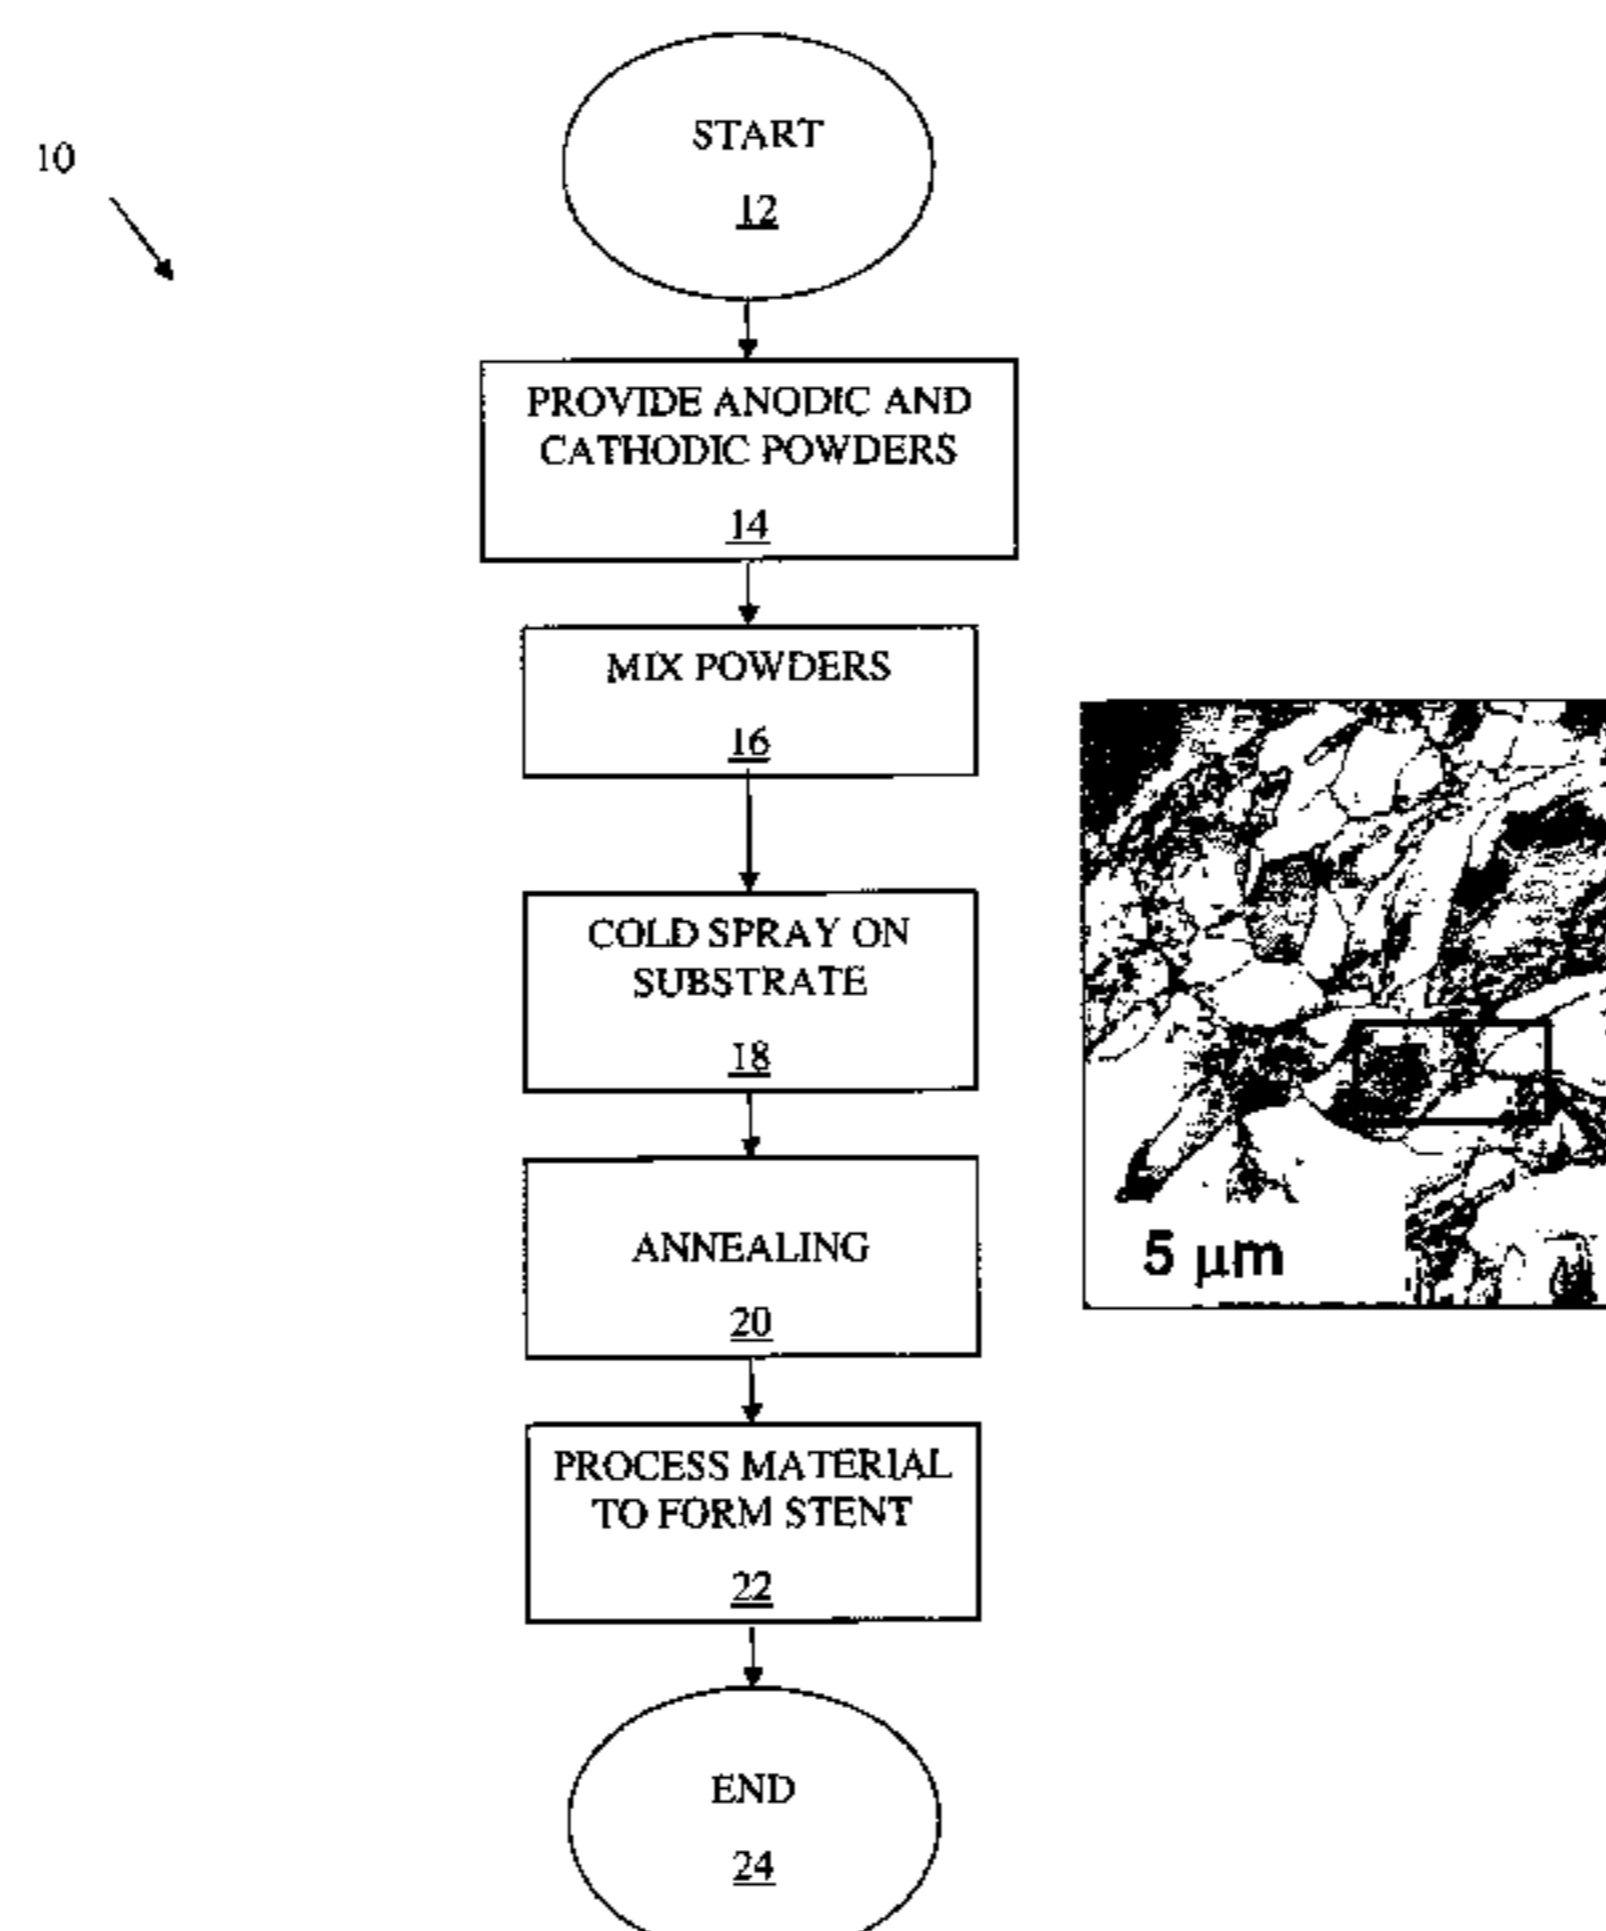 10
START
12
PROVIDE ANODIC AND
CATHODIC POWDERS
14
MIX POWDERS
16
COLD SPRAY ON
SUBSTRATE
18
ANNEALING
20
5 μm
PROCESS MATERIAL
TO FORM STENT
22
END
24